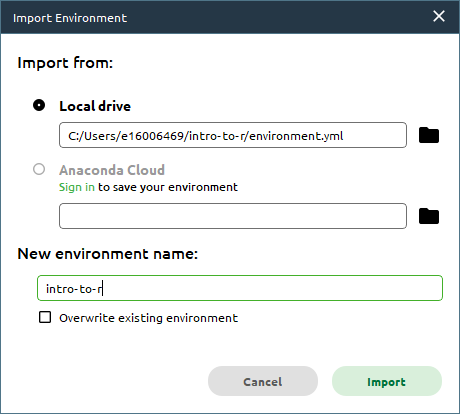 Import Environment
Import from:
Local drive
C:/Users/e16006469/intro-to-r/environment.yml
Anaconda Cloud
Sign in to save your environment
New environment name:
intro-to-r
Overwrite existing environment
Cancel
Import